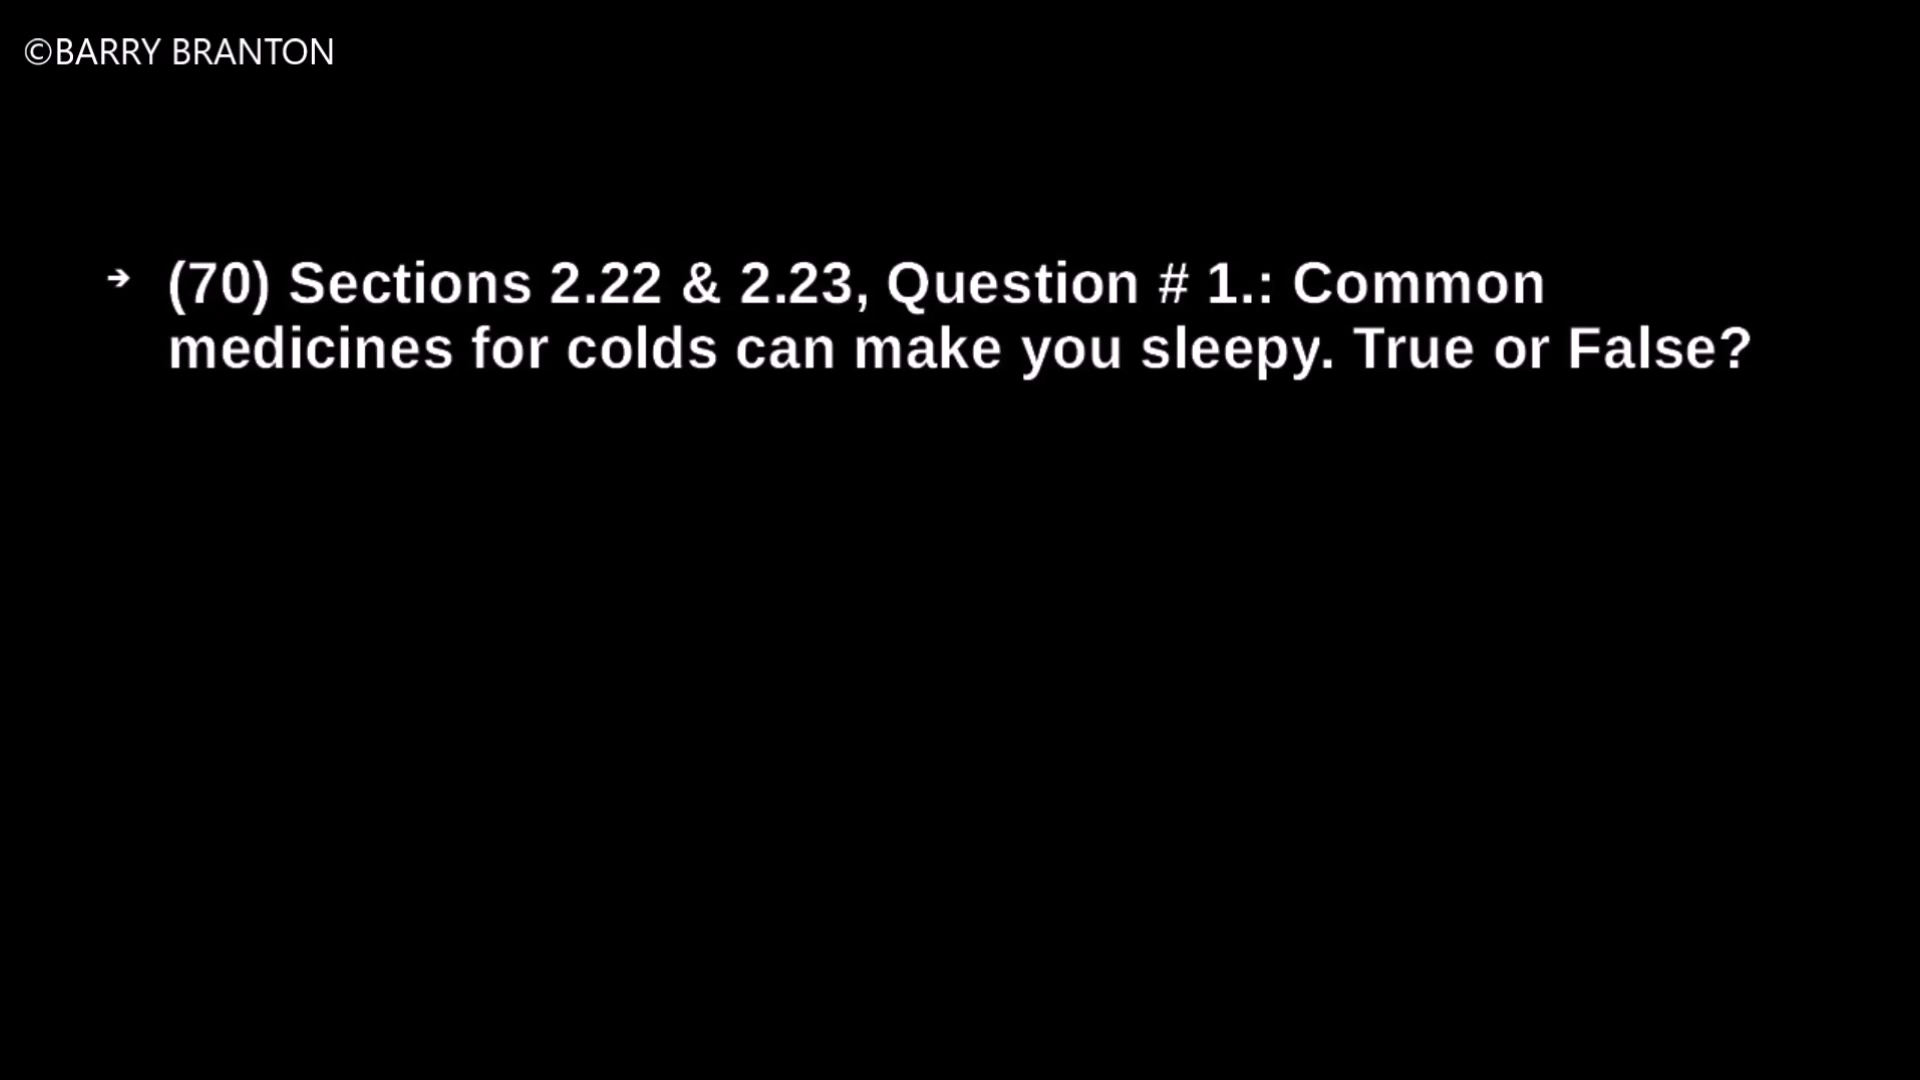 ©BARRY BRANTON
➔ (70) Sections 2.22 & 2.23, Question # 1.: Common
medicines for colds can make you sleepy. True or False?